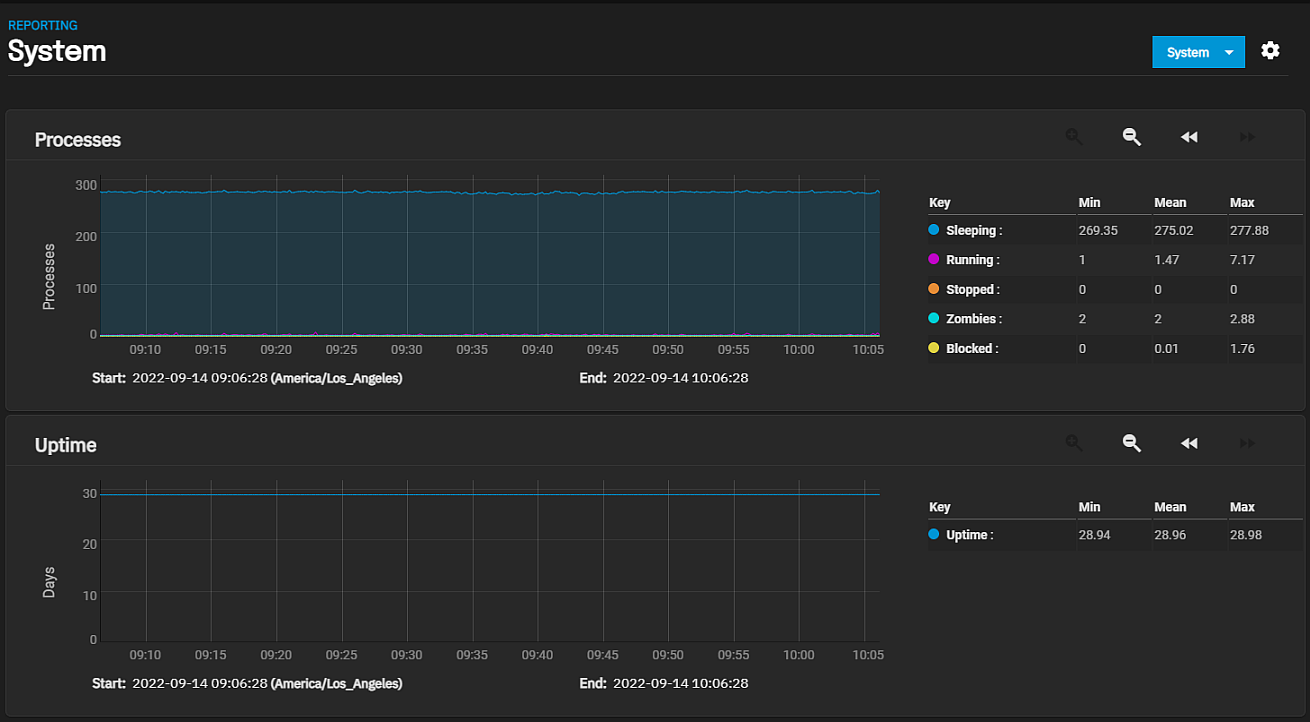 REPORTING
System
System
Processes
300
200
100
0
Processes
09:10 09:15 09:20 09:25 09:30 09:35 09:40 09:45 09:50 09:55 10:00 10:05
Start: 2022-09-14 09:06:28 (America/Los_Angeles) End: 2022-09-14 10:06:28
Key Min Mean Max
Sleeping : 269.35 275.02 277.88
Running : 1 1.47 7.17
Stopped : 0 0 0
Zombies : 2 2 2.88
Blocked : 0 0.01 1.76
Uptime
30
20
10
0
Days
09:10 09:15 09:20 09:25 09:30 09:35 09:40 09:45 09:50 09:55 10:00 10:05
Start: 2022-09-14 09:06:28 (America/Los_Angeles) End: 2022-09-14 10:06:28
Key Min Mean Max
Uptime : 28.94 28.96 28.98